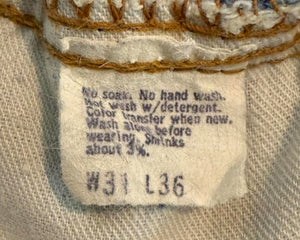 No soak. No hand wash.
Hot wash w/detergent.
Color transfer when new.
Wash alone before
wearing. Shrinks
about 3%.
W31 L36